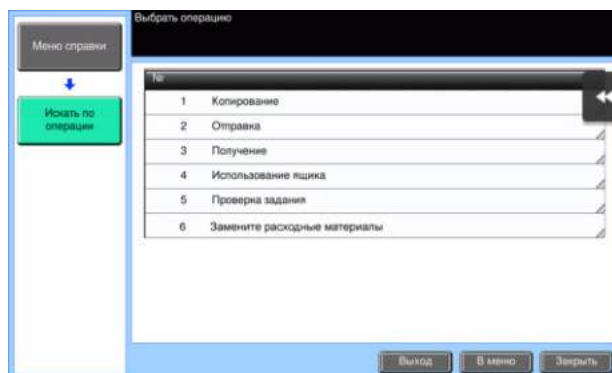 Выбрать операцию
Меню справки
Искать по
операции
№
1 Копирование
2 Отправка
3 Получение
4 Использование ящика
5 Проверка задания
6 Замените расходные материалы
Выход
В меню
Закрыть